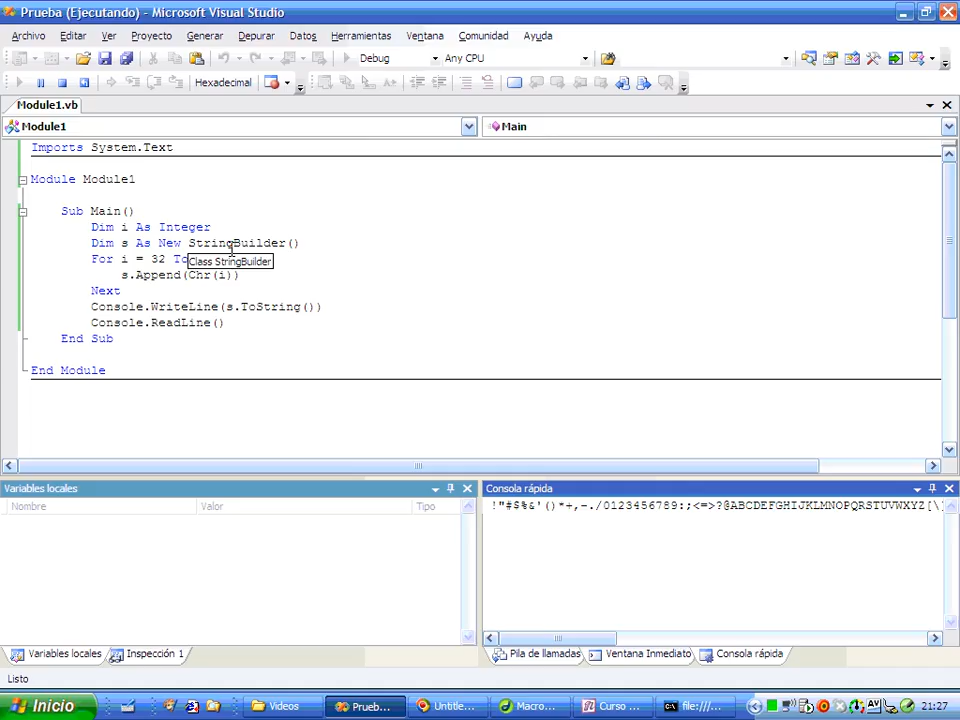 Prueba (Ejecutando) - Microsoft Visual Studio
Archivo Editar Ver Proyecto Generar Depurar Datos Herramientas Ventana Comunidad Ayuda
Debug Any CPU
Hexadecimal
Module1.vb
Module1 Main
Imports System.Text
Module Module1
Sub Main()
Dim i As Integer
Dim s As New StringBuilder()
For i = 32 To
Class StringBuilder
s.Append(Chr(i))
Next
Console.WriteLine(s.ToString())
Console.ReadLine()
End Sub
End Module
Variables locales Consola rápida
Nombre Valor Tipo
!"#$%&'()*+,-./0123456789:;<=>?@ABCDEFGHIJKLMNOPQRSTUVWXYZ[\]
Variables locales Inspección 1 Pila de llamadas Ventana Inmediato Consola rápida
Listo
Inicio Videos Prueb... Untitle... Macro... Curso ... file:///... AV 21:27